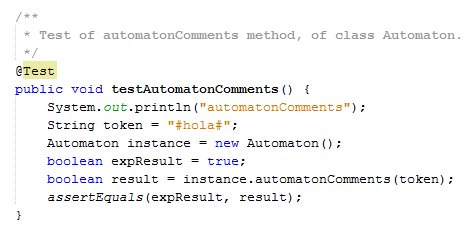 /**
 * Test of automatonComments method, of class Automaton.
 */
@Test
public void testAutomatonComments() {
    System.out.println("automatonComments");
    String token = "#hola#";
    Automaton instance = new Automaton();
    boolean expResult = true;
    boolean result = instance.automatonComments(token);
    assertEquals(expResult, result);
}